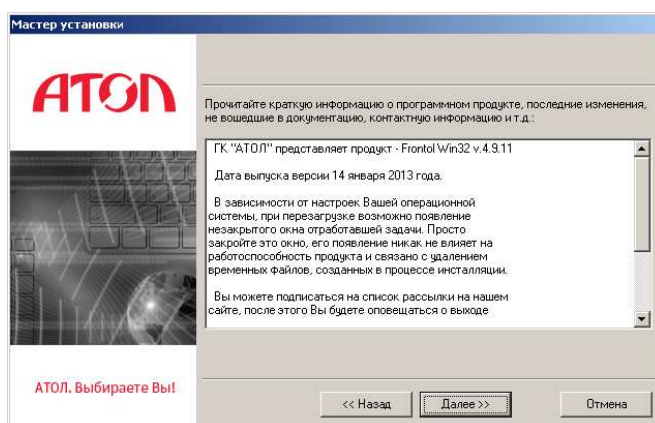 Мастер установки
АТОЛ
Прочитайте краткую информацию о программном продукте, последние изменения,
не вошедшие в документацию, контактную информацию и т.д.:
ГК "АТОЛ" представляет продукт - Frontol Win32 v.4.9.11
Дата выпуска версии 14 января 2013 года.
В зависимости от настроек Вашей операционной
системы, при перезагрузке возможно появление
незакрытого окна отработавшей задачи. Просто
закройте это окно, его появление никак не влияет на
работоспособность продукта и связано с удалением
временных файлов, созданных в процессе инсталляции.
Вы можете подписаться на список рассылки на нашем
сайте, после этого Вы будете оповещаться о выходе
АТОЛ. Выбираете Вы!
<< Назад
Далее >>
Отмена